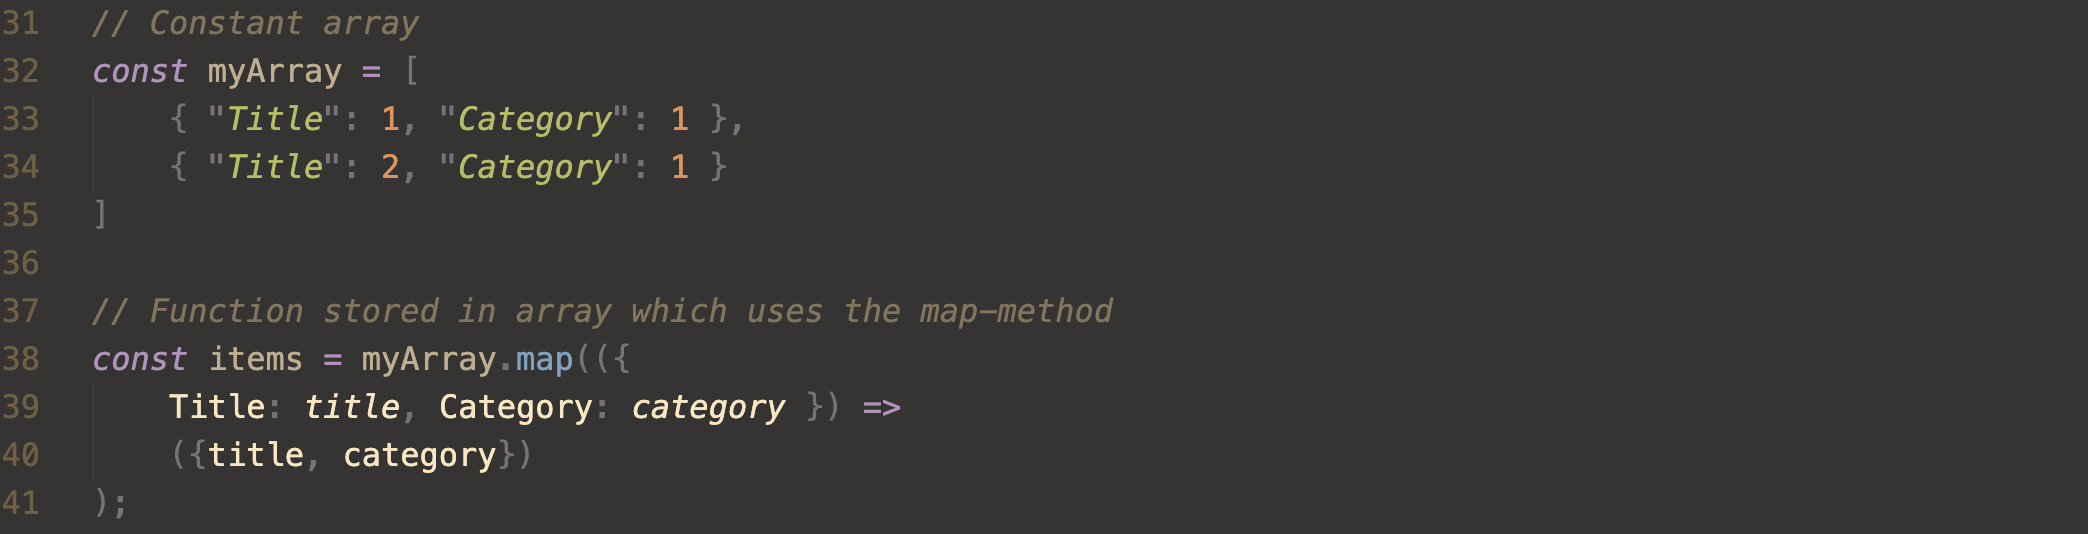 31 // Constant array
32 const myArray = [
33 { "Title": 1, "Category": 1 },
34 { "Title": 2, "Category": 1 }
35 ]
36
37 // Function stored in array which uses the map-method
38 const items = myArray.map(({
39 Title: title, Category: category }) =>
40 ({title, category})
41 );